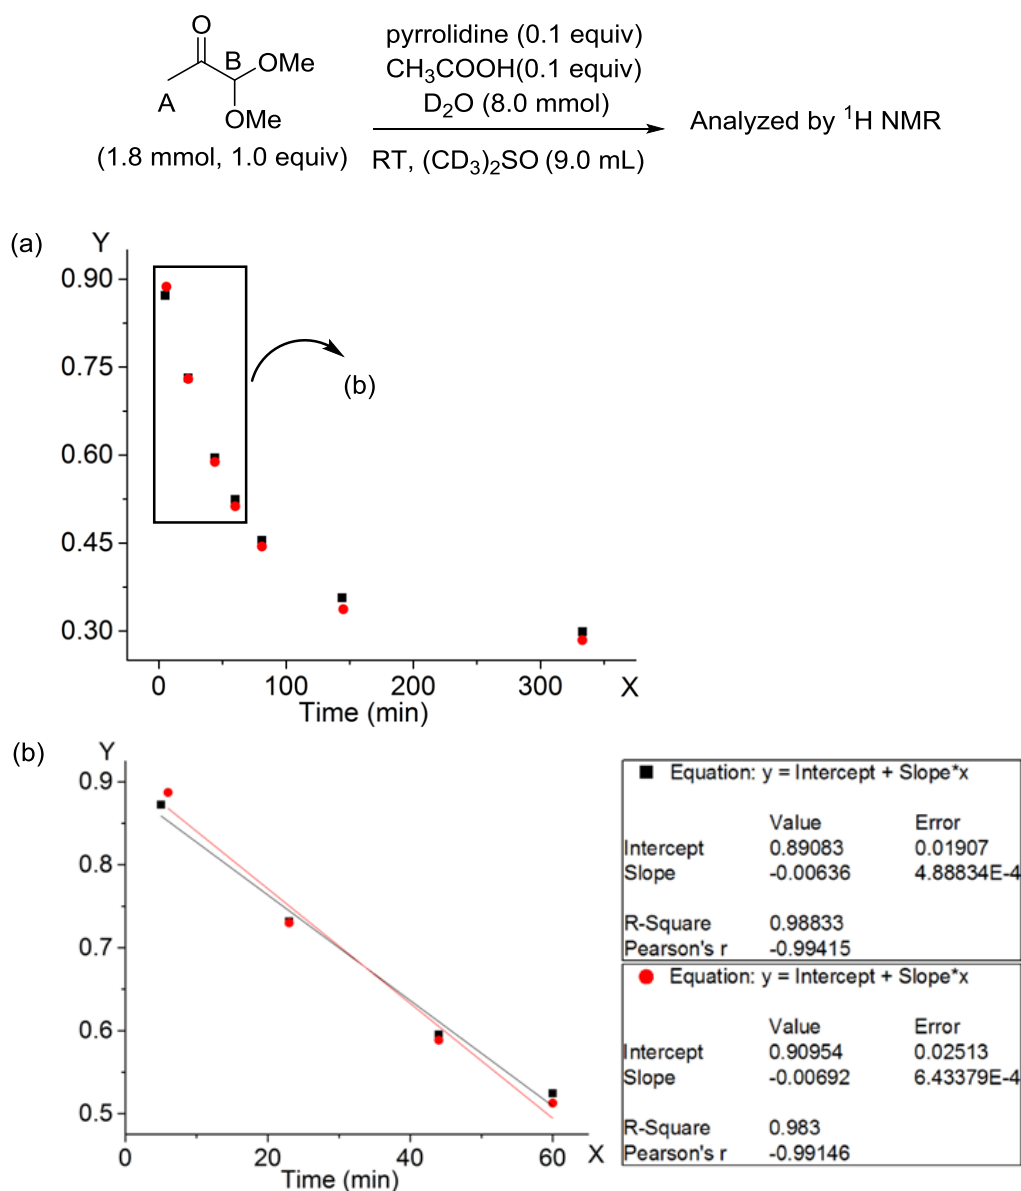 O
B
OMe
A
OMe
(1.8 mmol, 1.0 equiv)
pyrrolidine (0.1 equiv)
CH3COOH(0.1 equiv)
D2O (8.0 mmol)
RT, (CD3)2SO (9.0 mL)
Analyzed by 1H NMR
(a)
Y
0.90
0.75
0.60
0.45
0.30
(b)
0 100 200 300 X
Time (min)
(b)
Y
0.9
0.8
0.7
0.6
0.5
0 20 40 60 X
Time (min)
Equation: y = Intercept + Slope*x
Value Error
Intercept 0.89083 0.01907
Slope -0.00636 4.88834E-4
R-Square 0.98833
Pearson's r -0.99415
Equation: y = Intercept + Slope*x
Value Error
Intercept 0.90954 0.02513
Slope -0.00692 6.43379E-4
R-Square 0.983
Pearson's r -0.99146